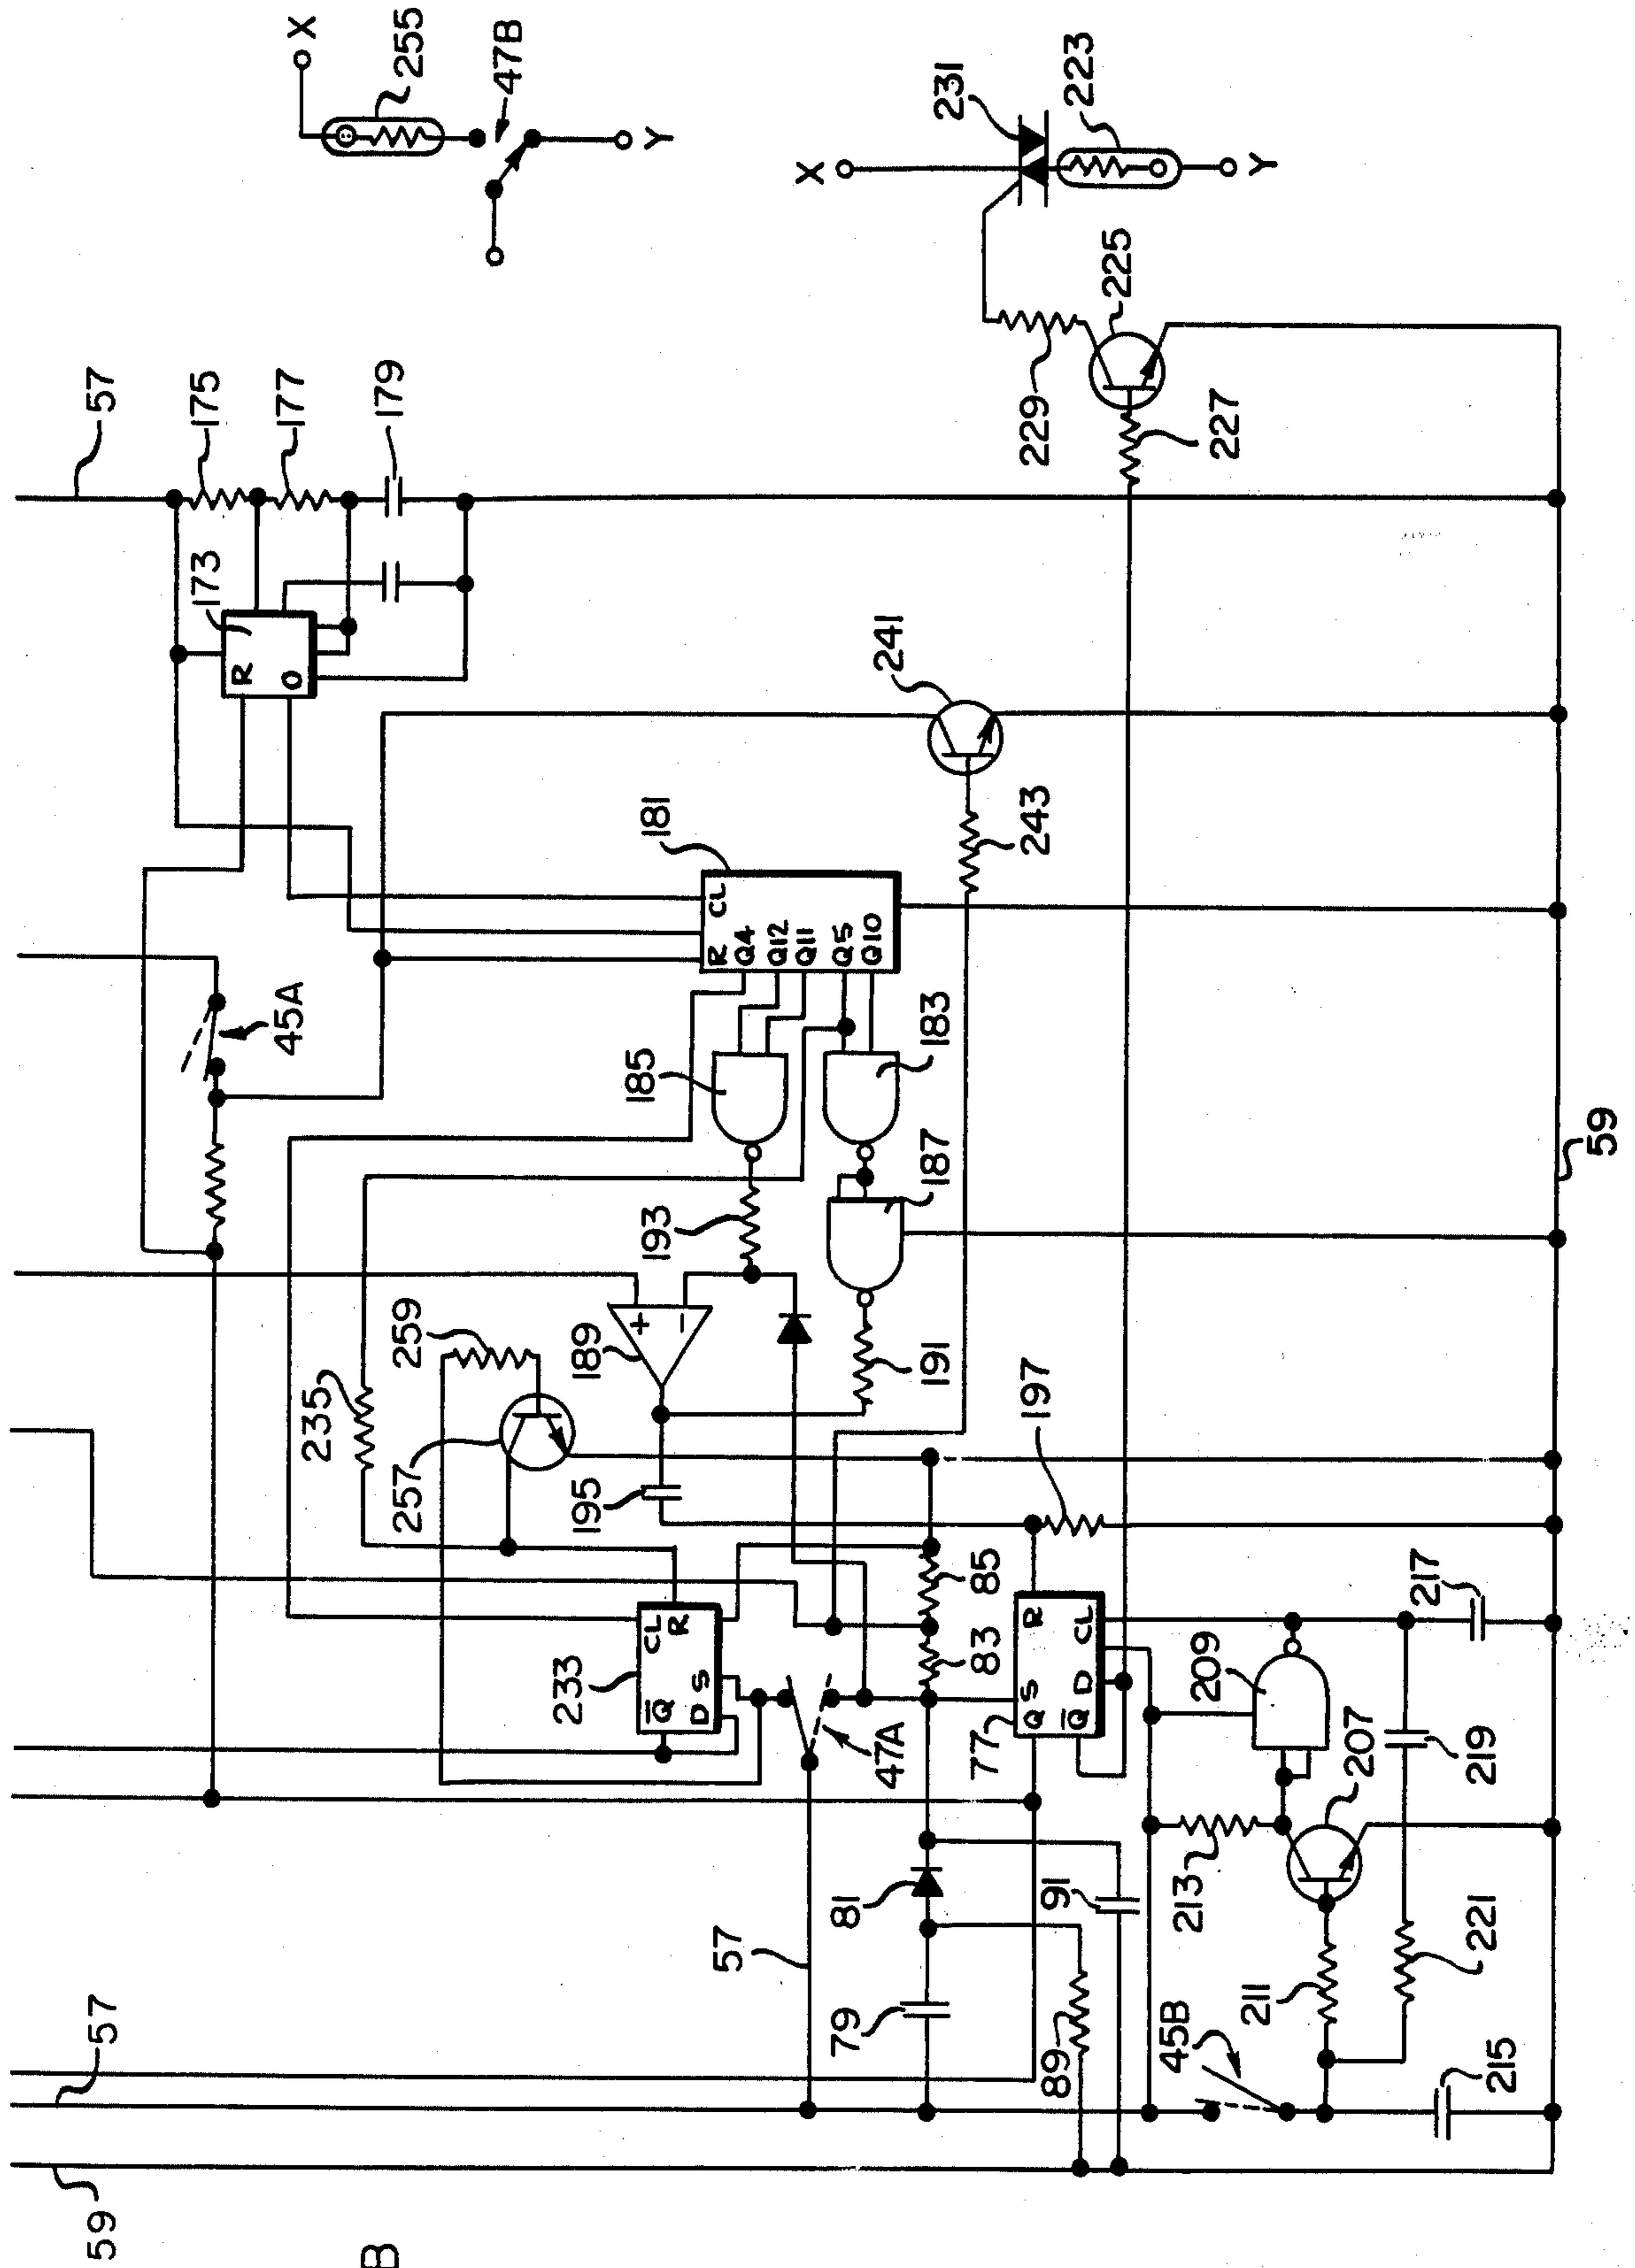 X
255
47B
Y
X
231
223
Y
225
229
227
57
175
177
179
173
R
O
241
243
181
CL
R
Q4
Q12
Q11
Q5
Q10
45A
185
183
187
193
189
+
−
191
259
235
257
195
197
59
233
CL
R
Q̅
S
D
85
83
47A
77
R
S
Q
CL
D
Q̅
217
209
207
219
213
221
211
57
81
91
79
89
45B
215
57
59
B